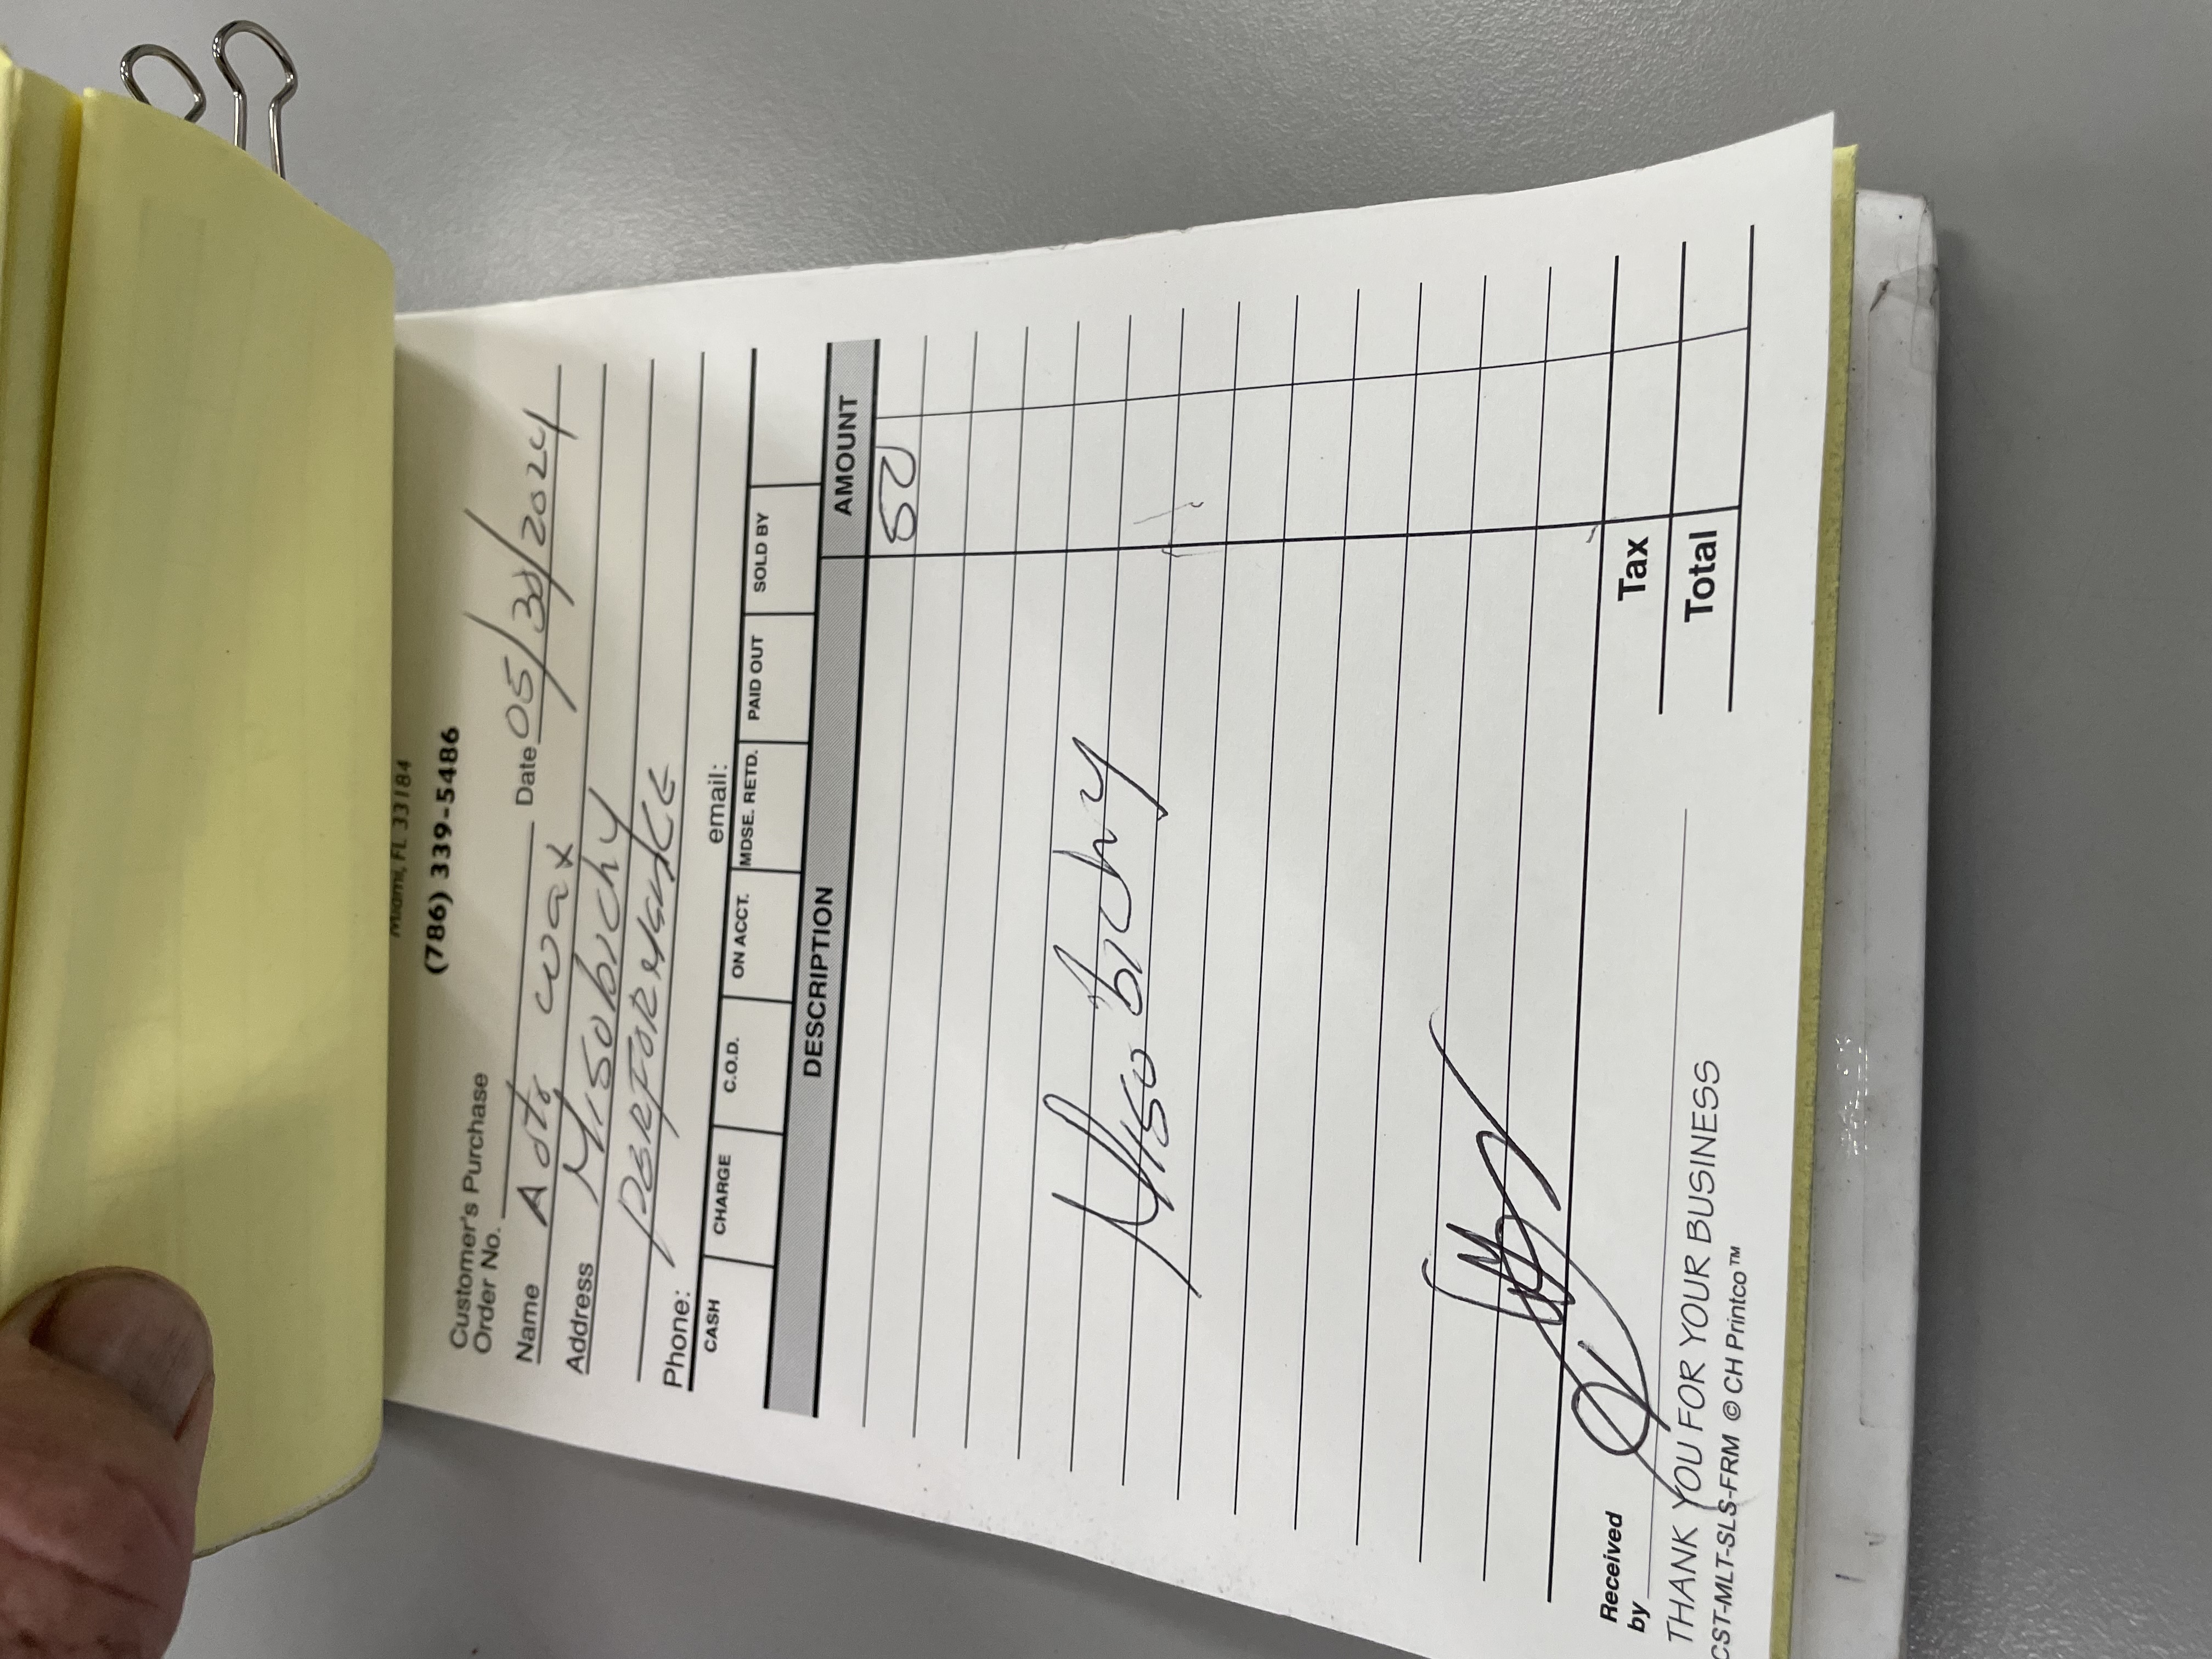 Miami, FL 33184
(786) 339-5486
Customer's Purchase
Order No.
Name Auto wax Date 05/30/2024
Address Misobichy
PERFORMANCE
Phone: email:
CASH CHARGE C.O.D. ON ACCT. MDSE. RETD. PAID OUT SOLD BY
DESCRIPTION AMOUNT
50
Misobichy
Tax
Received by Total
THANK YOU FOR YOUR BUSINESS
CST-MLT-SLS-FRM © CH Printco™